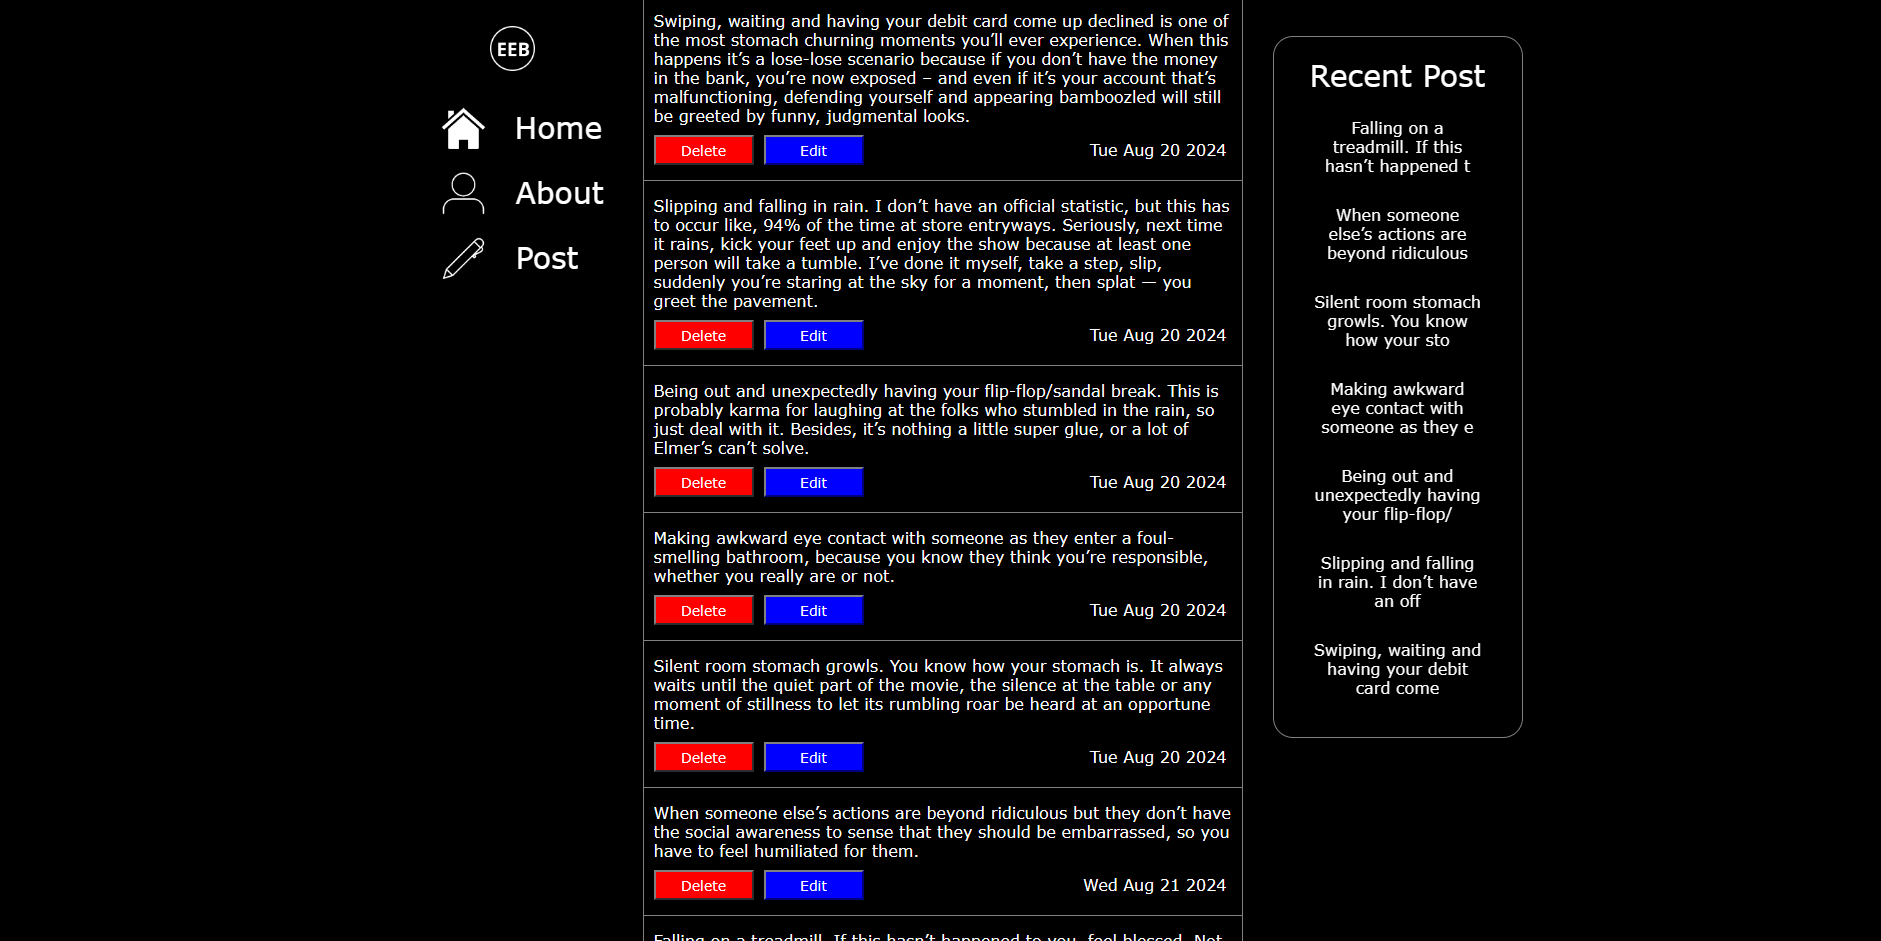 EEB
Home
About
Post
Swiping, waiting and having your debit card come up declined is one of
the most stomach churning moments you’ll ever experience. When this
happens it’s a lose-lose scenario because if you don’t have the money
in the bank, you’re now exposed – and even if it’s your account that’s
malfunctioning, defending yourself and appearing bamboozled will still
be greeted by funny, judgmental looks.
Delete Edit Tue Aug 20 2024
Slipping and falling in rain. I don’t have an official statistic, but this has
to occur like, 94% of the time at store entryways. Seriously, next time
it rains, kick your feet up and enjoy the show because at least one
person will take a tumble. I’ve done it myself, take a step, slip,
suddenly you’re staring at the sky for a moment, then splat — you
greet the pavement.
Delete Edit Tue Aug 20 2024
Being out and unexpectedly having your flip-flop/sandal break. This is
probably karma for laughing at the folks who stumbled in the rain, so
just deal with it. Besides, it’s nothing a little super glue, or a lot of
Elmer’s can’t solve.
Delete Edit Tue Aug 20 2024
Making awkward eye contact with someone as they enter a foul-
smelling bathroom, because you know they think you’re responsible,
whether you really are or not.
Delete Edit Tue Aug 20 2024
Silent room stomach growls. You know how your stomach is. It always
waits until the quiet part of the movie, the silence at the table or any
moment of stillness to let its rumbling roar be heard at an opportune
time.
Delete Edit Tue Aug 20 2024
When someone else’s actions are beyond ridiculous but they don’t have
the social awareness to sense that they should be embarrassed, so you
have to feel humiliated for them.
Delete Edit Wed Aug 21 2024
Falling on a treadmill. If this hasn’t happened to you, feel blessed. Not
Recent Post
Falling on a
treadmill. If this
hasn’t happened t
When someone
else’s actions are
beyond ridiculous
Silent room stomach
growls. You know
how your sto
Making awkward
eye contact with
someone as they e
Being out and
unexpectedly having
your flip-flop/
Slipping and falling
in rain. I don’t have
an off
Swiping, waiting and
having your debit
card come